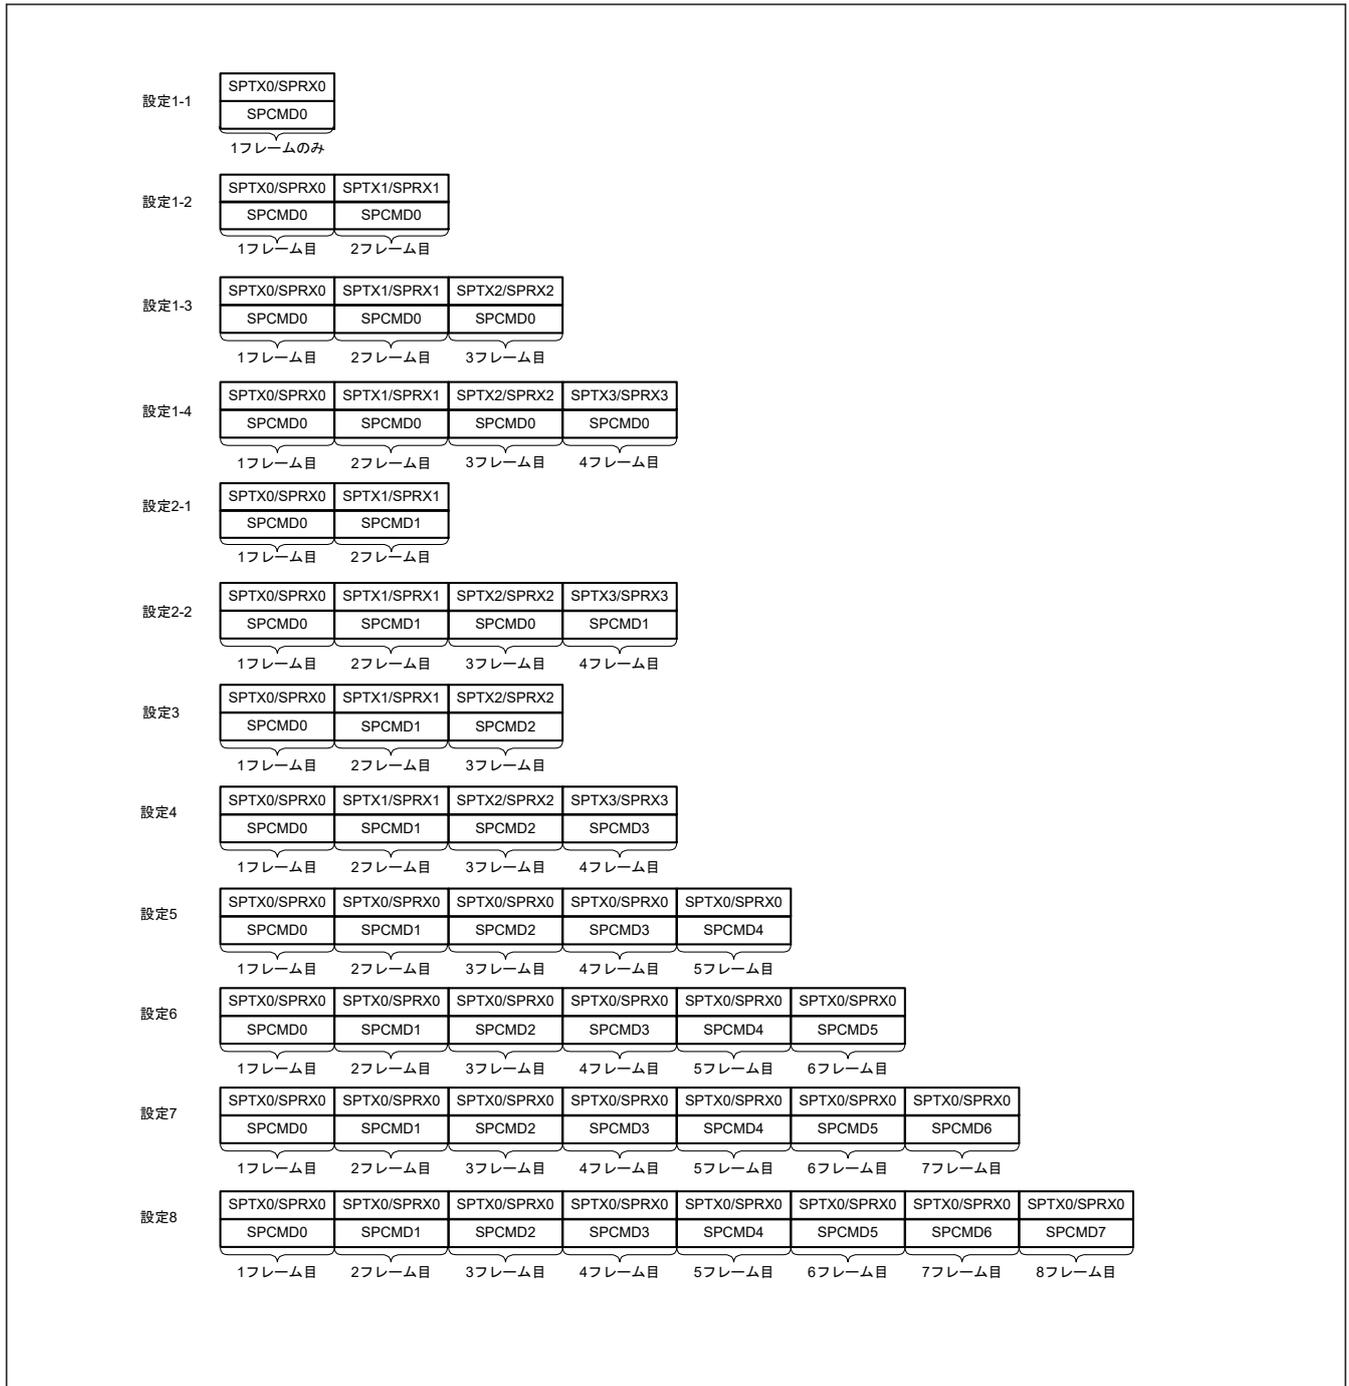 設定1-1
SPTX0/SPRX0
SPCMD0
1フレームのみ
設定1-2
SPTX0/SPRX0 SPTX1/SPRX1
SPCMD0 SPCMD0
1フレーム目 2フレーム目
設定1-3
SPTX0/SPRX0 SPTX1/SPRX1 SPTX2/SPRX2
SPCMD0 SPCMD0 SPCMD0
1フレーム目 2フレーム目 3フレーム目
設定1-4
SPTX0/SPRX0 SPTX1/SPRX1 SPTX2/SPRX2 SPTX3/SPRX3
SPCMD0 SPCMD0 SPCMD0 SPCMD0
1フレーム目 2フレーム目 3フレーム目 4フレーム目
設定2-1
SPTX0/SPRX0 SPTX1/SPRX1
SPCMD0 SPCMD1
1フレーム目 2フレーム目
設定2-2
SPTX0/SPRX0 SPTX1/SPRX1 SPTX2/SPRX2 SPTX3/SPRX3
SPCMD0 SPCMD1 SPCMD0 SPCMD1
1フレーム目 2フレーム目 3フレーム目 4フレーム目
設定3
SPTX0/SPRX0 SPTX1/SPRX1 SPTX2/SPRX2
SPCMD0 SPCMD1 SPCMD2
1フレーム目 2フレーム目 3フレーム目
設定4
SPTX0/SPRX0 SPTX1/SPRX1 SPTX2/SPRX2 SPTX3/SPRX3
SPCMD0 SPCMD1 SPCMD2 SPCMD3
1フレーム目 2フレーム目 3フレーム目 4フレーム目
設定5
SPTX0/SPRX0 SPTX0/SPRX0 SPTX0/SPRX0 SPTX0/SPRX0 SPTX0/SPRX0
SPCMD0 SPCMD1 SPCMD2 SPCMD3 SPCMD4
1フレーム目 2フレーム目 3フレーム目 4フレーム目 5フレーム目
設定6
SPTX0/SPRX0 SPTX0/SPRX0 SPTX0/SPRX0 SPTX0/SPRX0 SPTX0/SPRX0 SPTX0/SPRX0
SPCMD0 SPCMD1 SPCMD2 SPCMD3 SPCMD4 SPCMD5
1フレーム目 2フレーム目 3フレーム目 4フレーム目 5フレーム目 6フレーム目
設定7
SPTX0/SPRX0 SPTX0/SPRX0 SPTX0/SPRX0 SPTX0/SPRX0 SPTX0/SPRX0 SPTX0/SPRX0 SPTX0/SPRX0
SPCMD0 SPCMD1 SPCMD2 SPCMD3 SPCMD4 SPCMD5 SPCMD6
1フレーム目 2フレーム目 3フレーム目 4フレーム目 5フレーム目 6フレーム目 7フレーム目
設定8
SPTX0/SPRX0 SPTX0/SPRX0 SPTX0/SPRX0 SPTX0/SPRX0 SPTX0/SPRX0 SPTX0/SPRX0 SPTX0/SPRX0 SPTX0/SPRX0
SPCMD0 SPCMD1 SPCMD2 SPCMD3 SPCMD4 SPCMD5 SPCMD6 SPCMD7
1フレーム目 2フレーム目 3フレーム目 4フレーム目 5フレーム目 6フレーム目 7フレーム目 8フレーム目